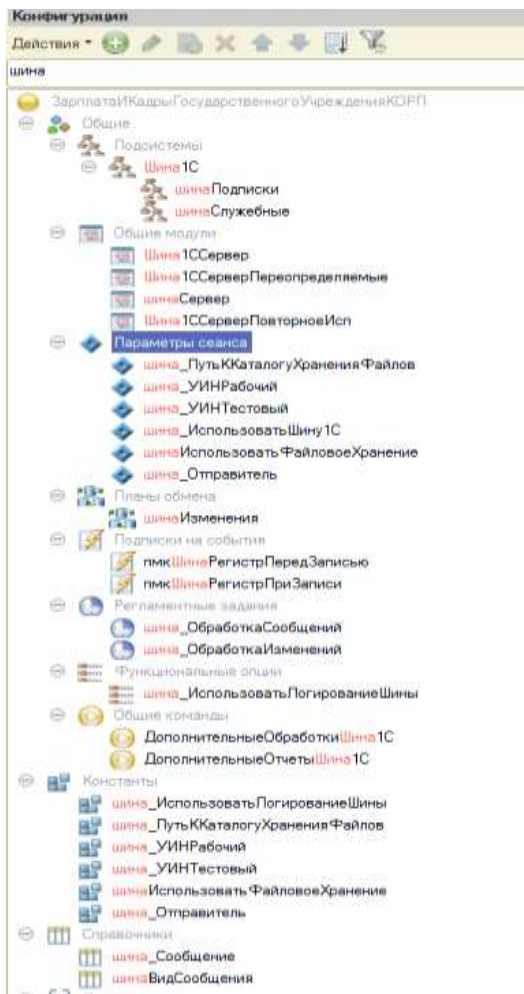 Конфигурация
Действия
шина
ЗарплатаИКадрыГосударственногоУчрежденияКОРП
Общие
Подсистемы
Шина1С
шинаПодписки
шинаСлужебные
Общие модули
Шина1ССервер
Шина1ССерверПереопределяемые
шинаСервер
Шина1ССерверПовторноеИсп
Параметры сеанса
шина_ПутьККаталогуХраненияФайлов
шина_УИНРабочий
шина_УИНТестовый
шина_ИспользоватьШину1С
шинаИспользоватьФайловоеХранение
шина_Отправитель
Планы обмена
шинаИзменения
Подписки на события
пмкШинаРегистрПередЗаписью
пмкШинаРегистрПриЗаписи
Регламентные задания
шина_ОбработкаСообщений
шина_ОбработкаИзменений
Функциональные опции
шина_ИспользоватьЛогированиеШины
Общие команды
ДополнительныеОбработкиШина1С
ДополнительныеОтчетыШина1С
Константы
шина_ИспользоватьЛогированиеШины
шина_ПутьККаталогуХраненияФайлов
шина_УИНРабочий
шина_УИНТестовый
шинаИспользоватьФайловоеХранение
шина_Отправитель
Справочники
шина_Сообщение
шинаВидСообщения